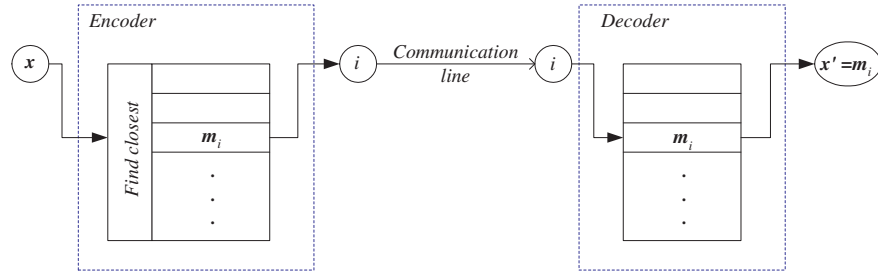 Encoder
Decoder
x
i
Communication
line
i
x' =m_i
Find closest
m_i
.
.
.
m_i
.
.
.